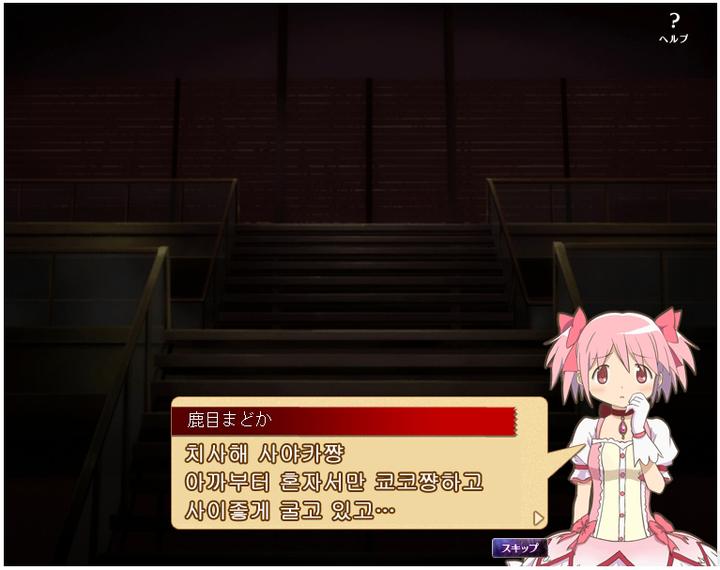 ?
ヘルプ
鹿目まどか
치사해 사야카쨩
아까부터 혼자서만 쿄코쨩하고
사이좋게 굴고 있고…
スキップ